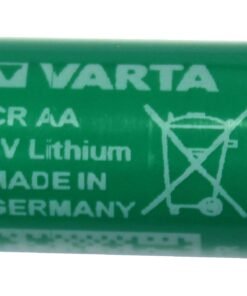 VARTA
CR AA
V Lithium
MADE IN
GERMANY